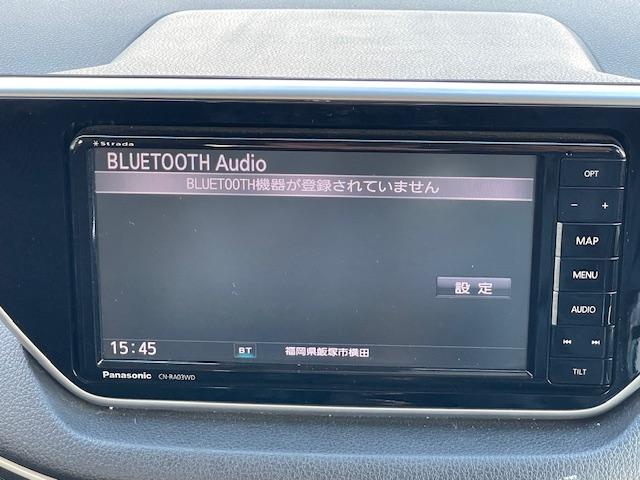 Strada
BLUETOOTH Audio
BLUETOOTH機器が登録されていません
設定
15:45 BT 福岡県飯塚市横田
Panasonic CN-RA03WD
OPT
− +
MAP
MENU
AUDIO
TILT